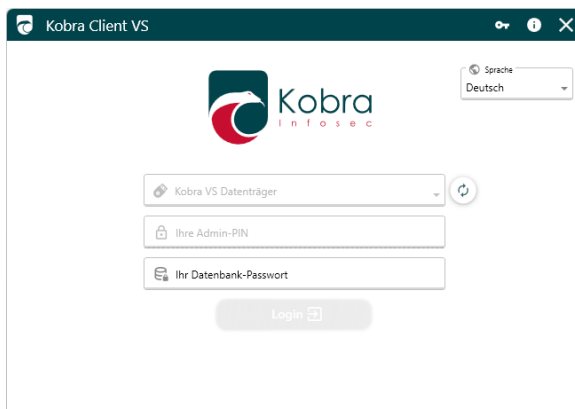 Kobra Client VS
Sprache
Deutsch
Kobra
Infosec
Kobra VS Datenträger
Ihre Admin-PIN
Ihr Datenbank-Passwort
Login